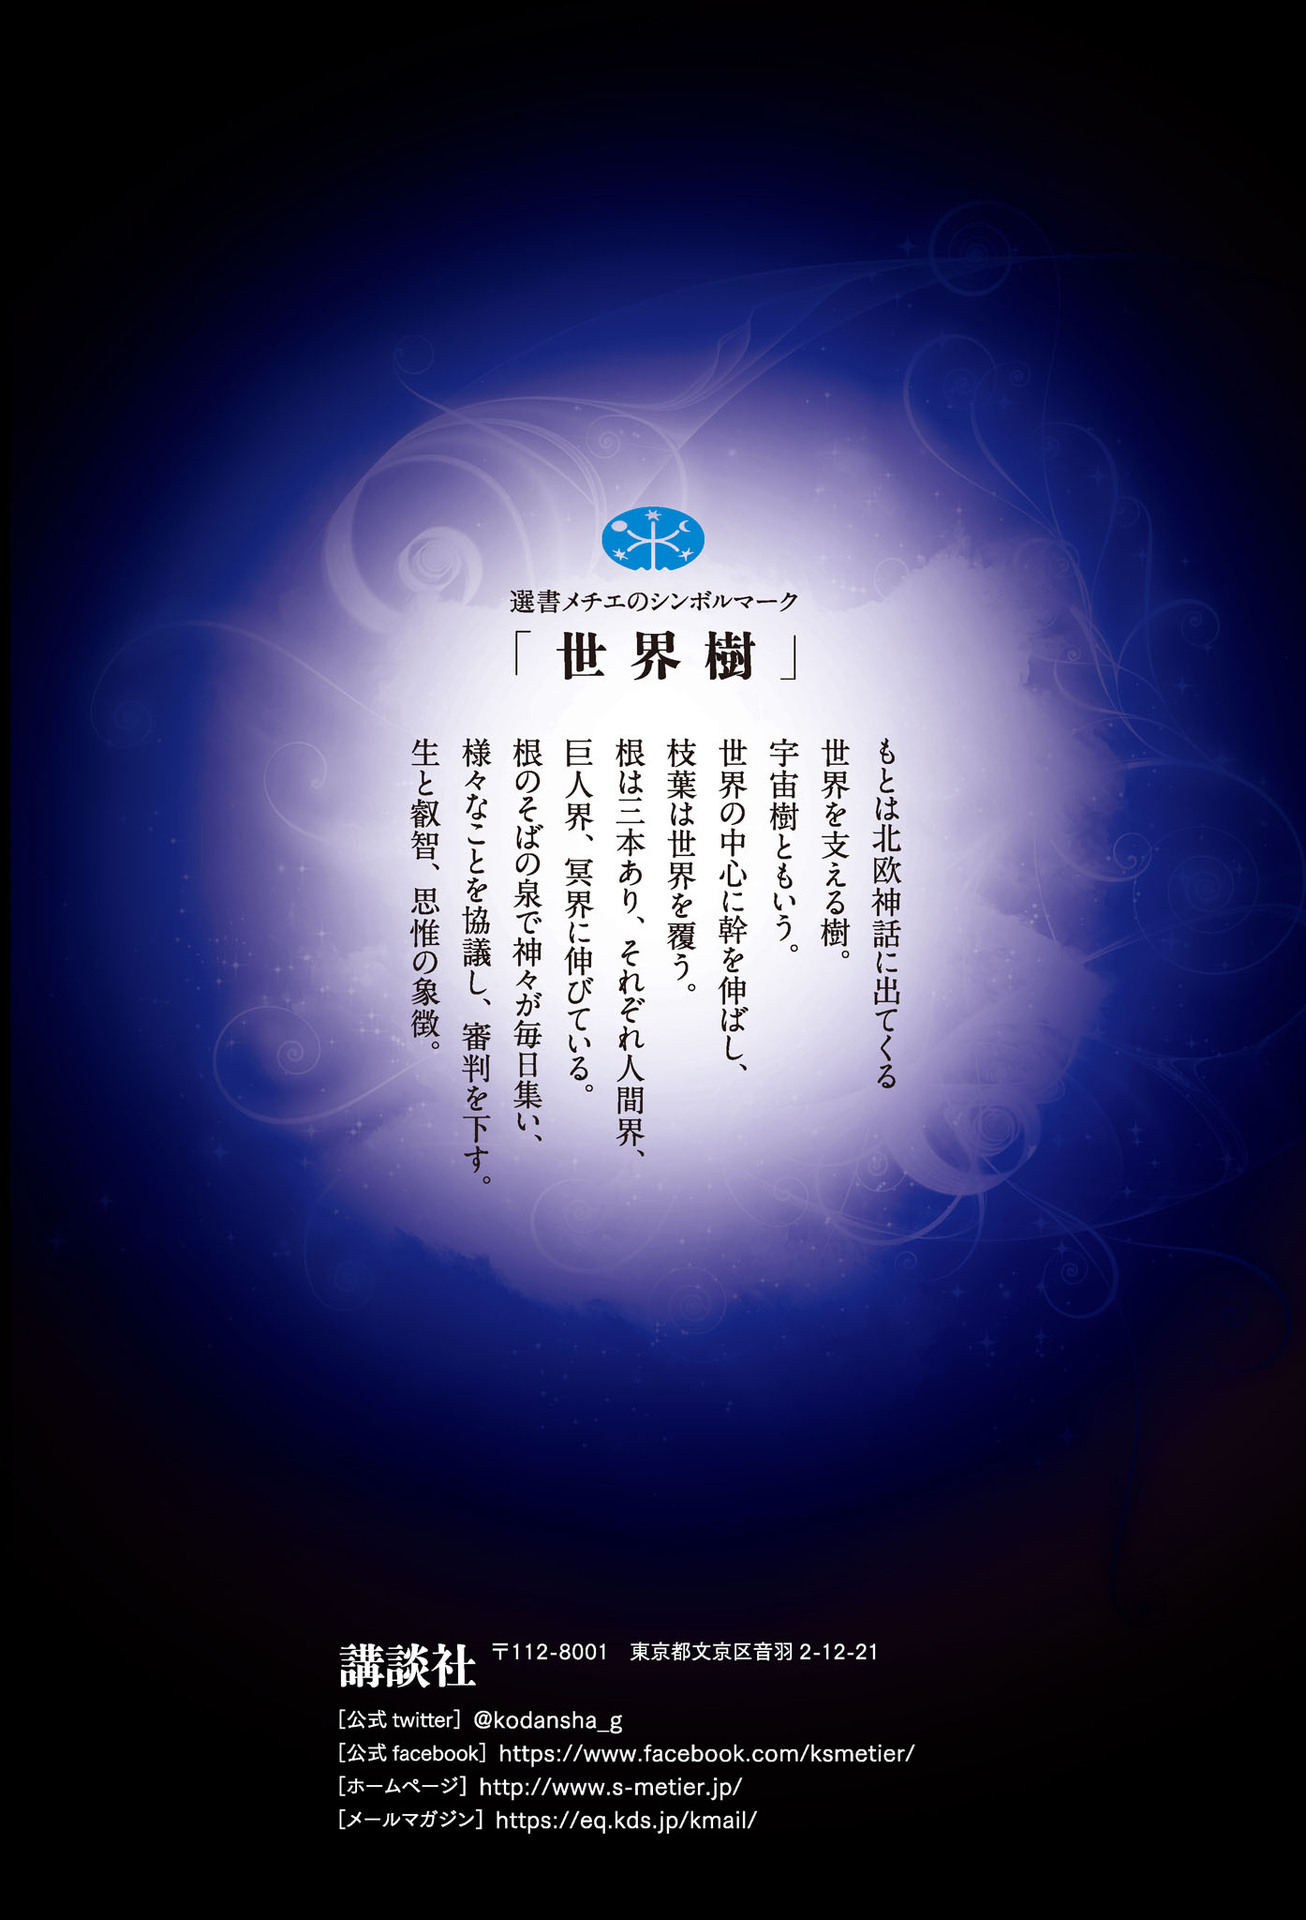 選書メチエのシンボルマーク
「世界樹」
もとは北欧神話に出てくる
世界を支える樹。
宇宙樹ともいう。
世界の中心に幹を伸ばし、
枝葉は世界を覆う。
根は三本あり、それぞれ人間界、
巨人界、冥界に伸びている。
根のそばの泉で神々が毎日集い、
様々なことを協議し、審判を下す。
生と叡智、思惟の象徴。
講談社 〒112-8001　東京都文京区音羽 2-12-21
［公式 twitter］@kodansha_g
［公式 facebook］https://www.facebook.com/ksmetier/
［ホームページ］http://www.s-metier.jp/
［メールマガジン］https://eq.kds.jp/kmail/